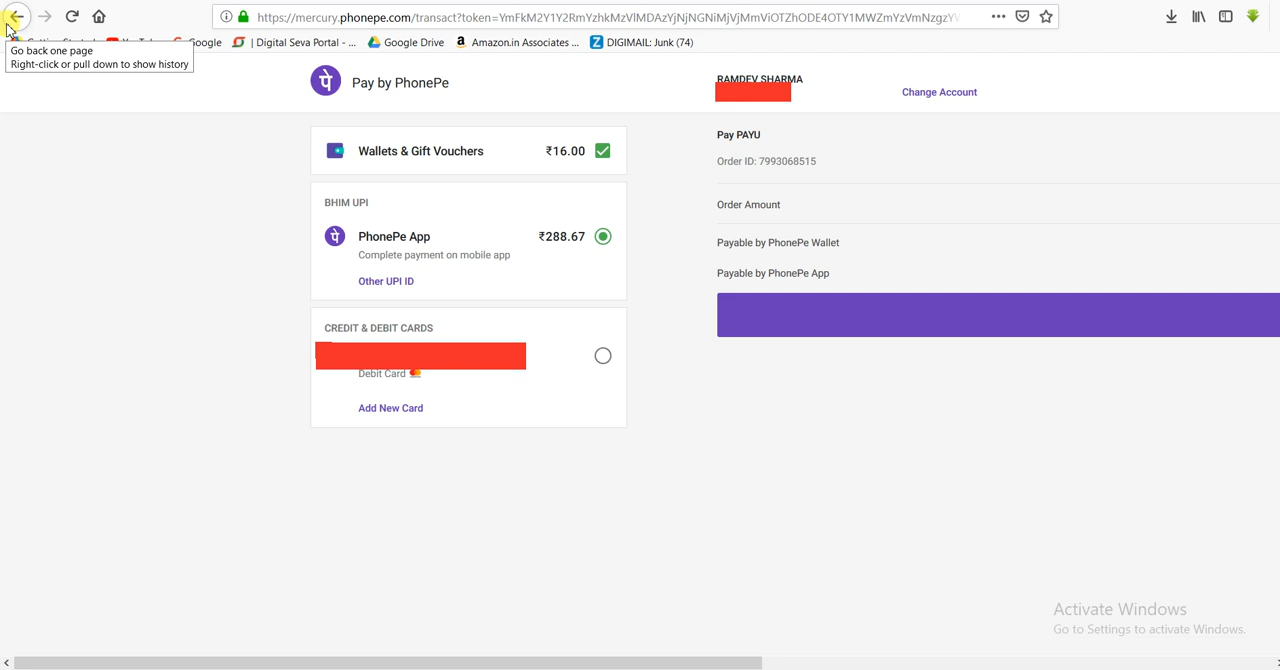 https://mercury.phonepe.com/transact?token=YmFkM2Y1Y2RmYzhkMzVlMDAzYjNjNGNiMjVjMmViOTZhODE4OTY1MWZmYzVmNzgzYV
Google
| Digital Seva Portal - ...
Google Drive
Amazon.in Associates ...
DIGIMAIL: Junk (74)
Go back one page
Right-click or pull down to show history
पे Pay by PhonePe
RAMDEV SHARMA
Change Account
Wallets & Gift Vouchers ₹16.00
BHIM UPI
पे PhonePe App ₹288.67
Complete payment on mobile app
Other UPI ID
CREDIT & DEBIT CARDS
Debit Card
Add New Card
Pay PAYU
Order ID: 7993068515
Order Amount
Payable by PhonePe Wallet
Payable by PhonePe App
Activate Windows
Go to Settings to activate Windows.